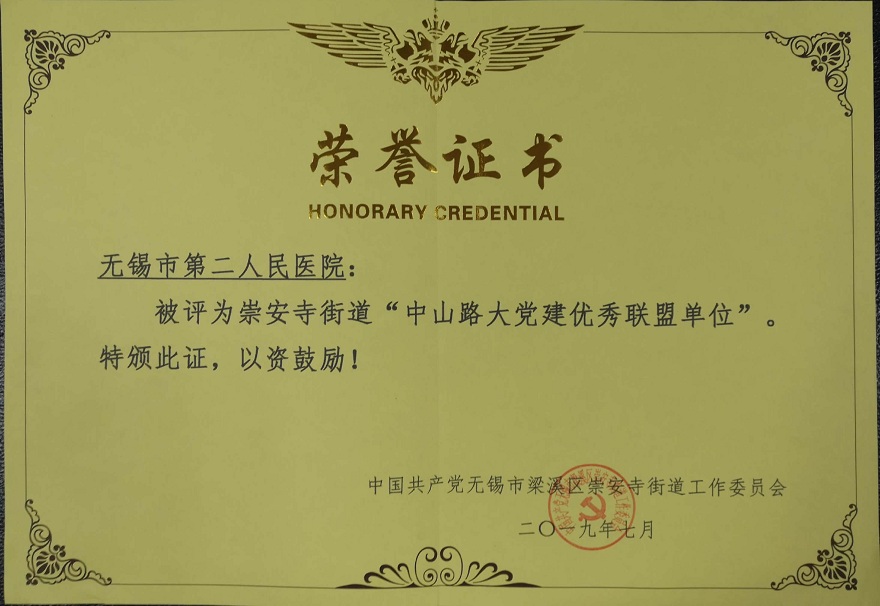 荣誉证书
HONORARY CREDENTIAL
无锡市第二人民医院：
被评为崇安寺街道“中山路大党建优秀联盟单位”。
特颁此证，以资鼓励！
中国共产党无锡市梁溪区崇安寺街道工作委员会
二〇一九年七月